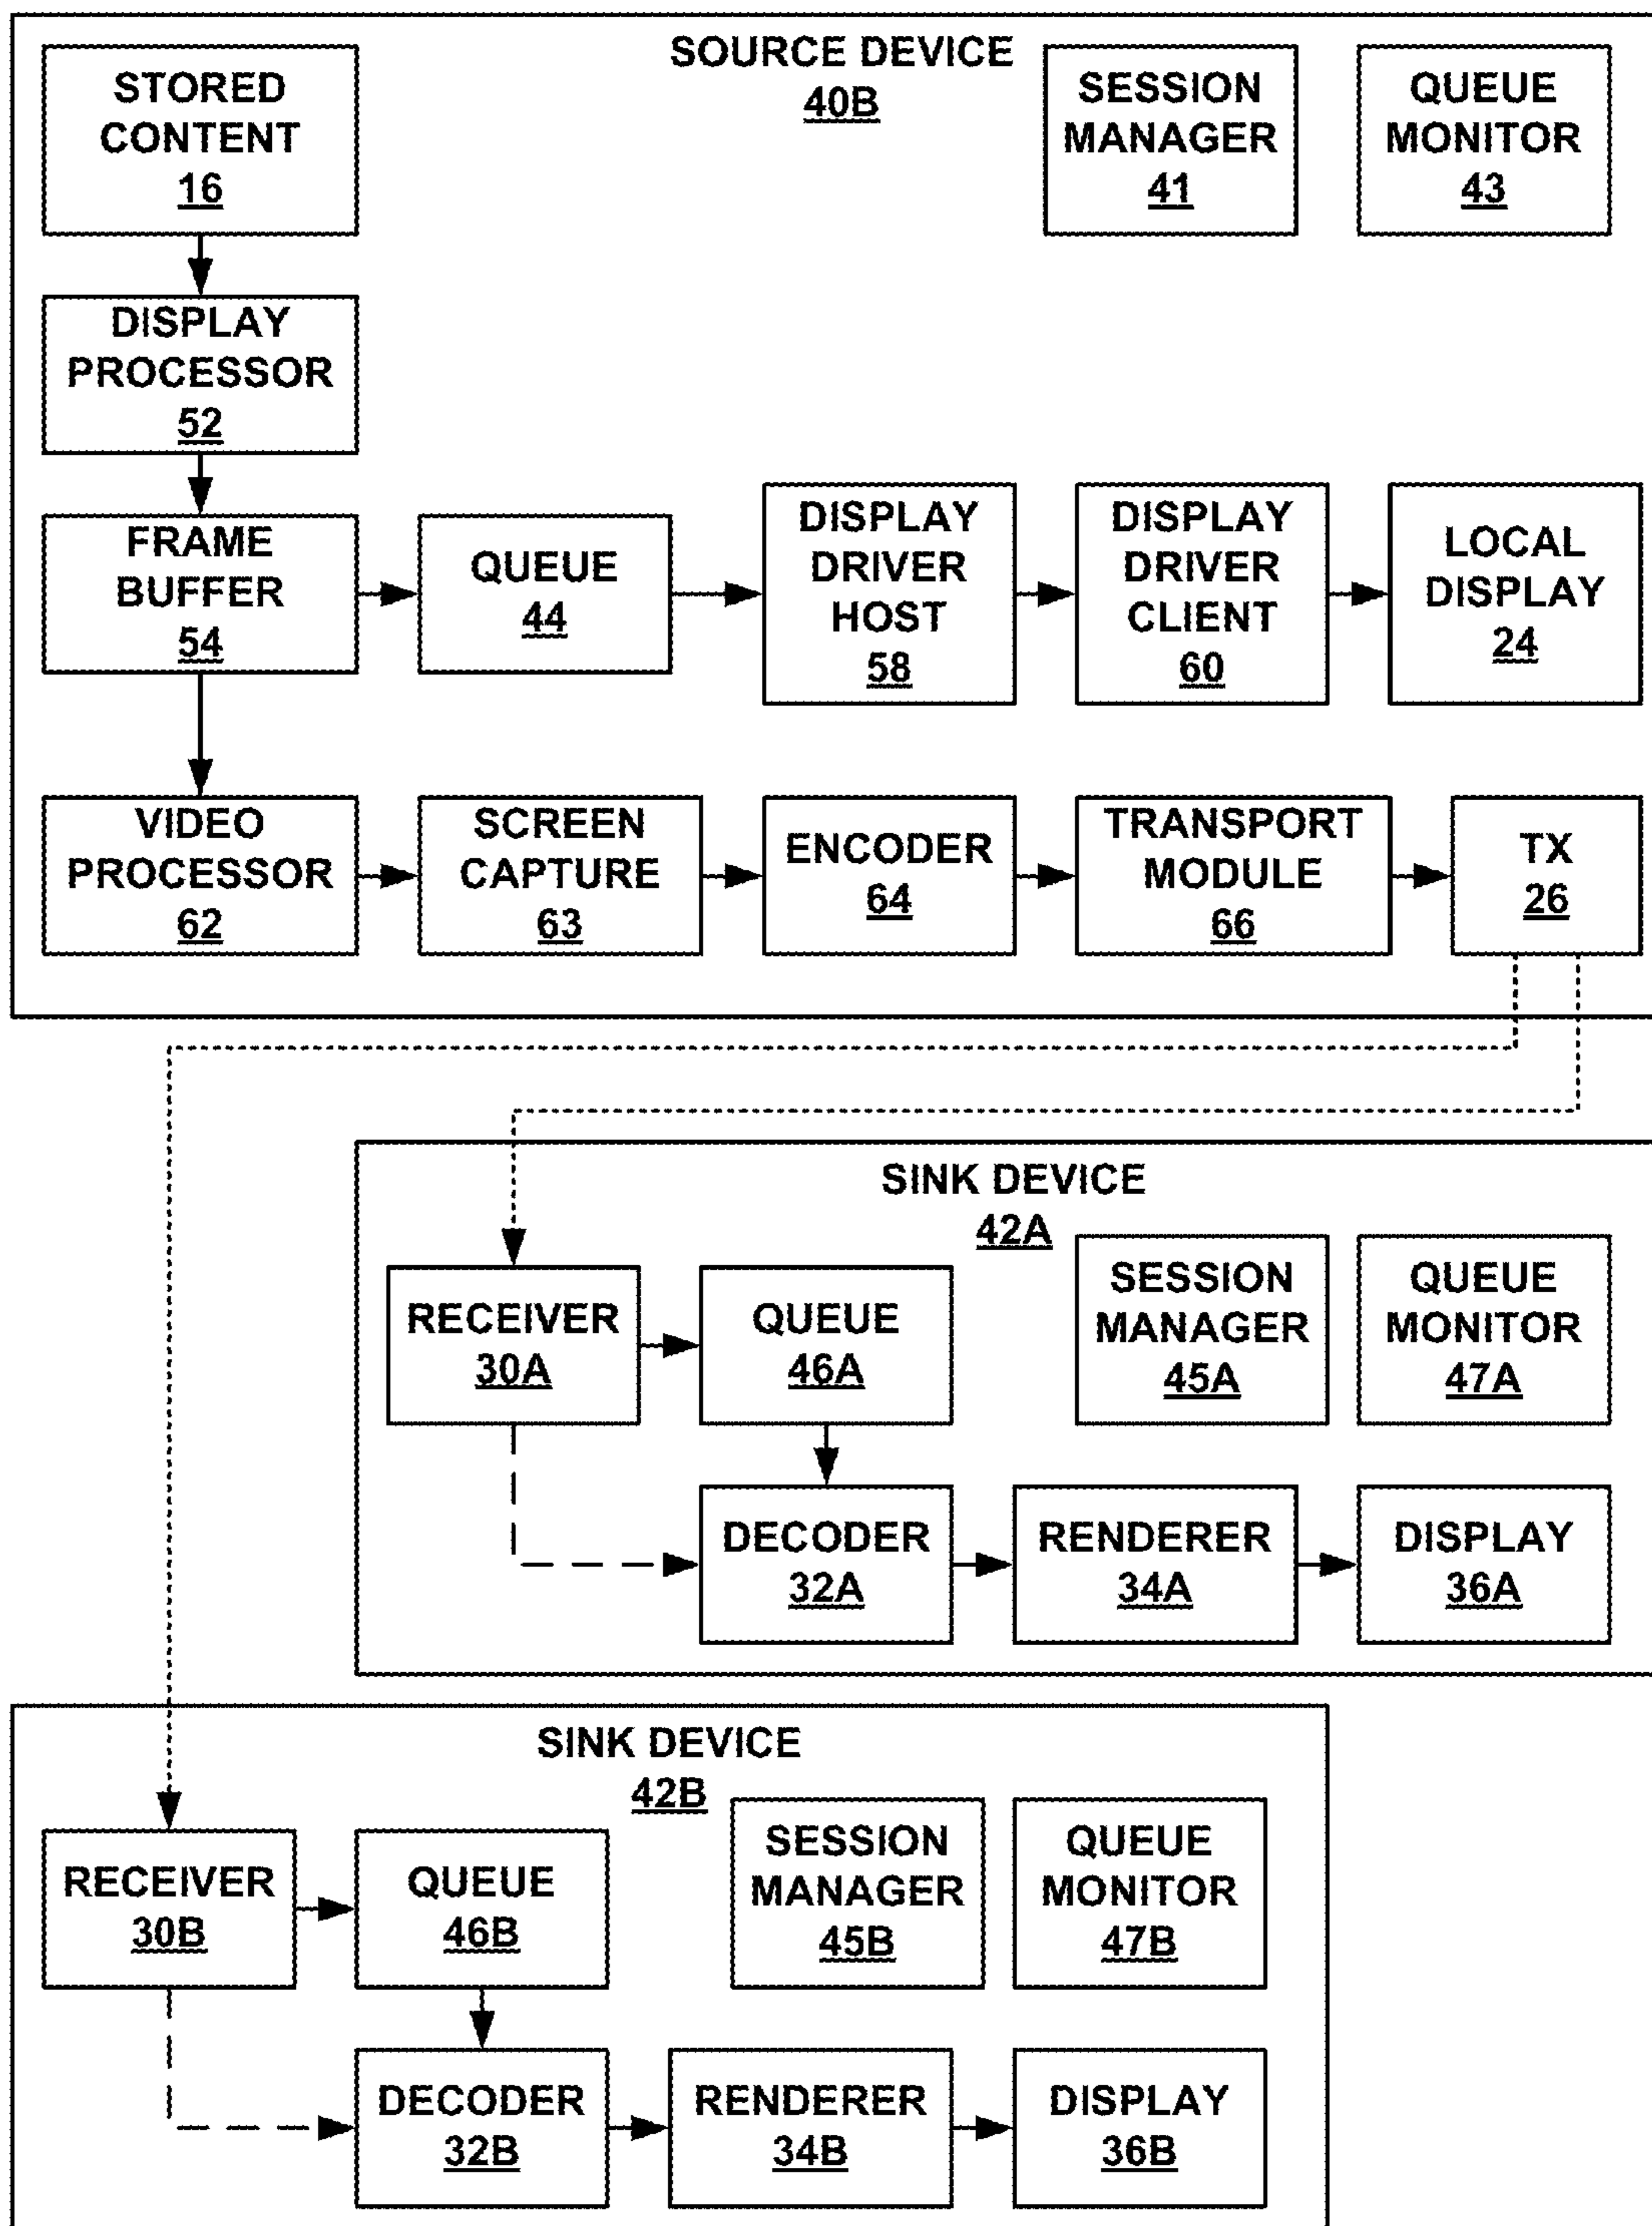 SOURCE DEVICE
40B
STORED
CONTENT
16
SESSION
MANAGER
41
QUEUE
MONITOR
43
DISPLAY
PROCESSOR
52
FRAME
BUFFER
54
QUEUE
44
DISPLAY
DRIVER
HOST
58
DISPLAY
DRIVER
CLIENT
60
LOCAL
DISPLAY
24
VIDEO
PROCESSOR
62
SCREEN
CAPTURE
63
ENCODER
64
TRANSPORT
MODULE
66
TX
26
SINK DEVICE
42A
RECEIVER
30A
QUEUE
46A
SESSION
MANAGER
45A
QUEUE
MONITOR
47A
DECODER
32A
RENDERER
34A
DISPLAY
36A
SINK DEVICE
42B
RECEIVER
30B
QUEUE
46B
SESSION
MANAGER
45B
QUEUE
MONITOR
47B
DECODER
32B
RENDERER
34B
DISPLAY
36B